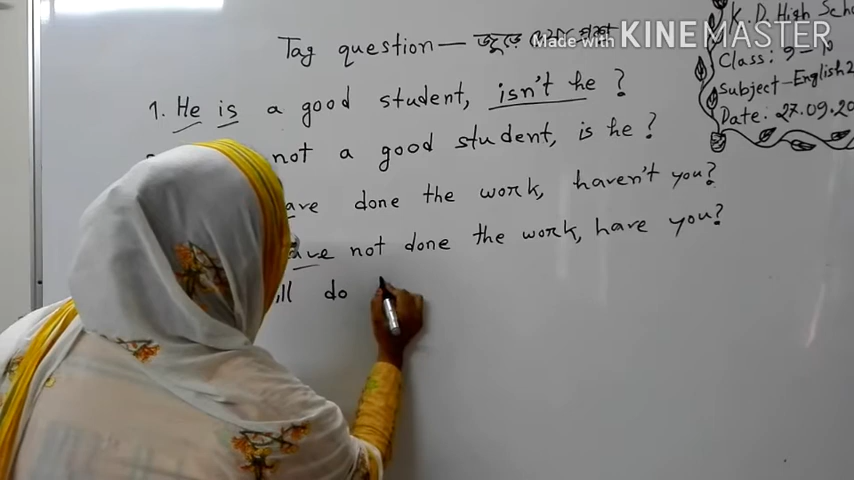 Tag question — জুড়ে
Made with KINEMASTER
K. D. High Scho
Class: 9-10
Subject-English 2
Date: 27.09.20
1. He is a good student, isn't he?
not a good student, is he?
ave done the work, haven't you?
ave not done the work, have you?
ill do